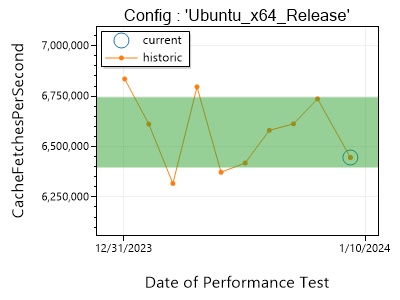 Config : 'Ubuntu_x64_Release'
current
historic
CacheFetchesPerSecond
7,000,000
6,750,000
6,500,000
6,250,000
12/31/2023
1/10/2024
Date of Performance Test